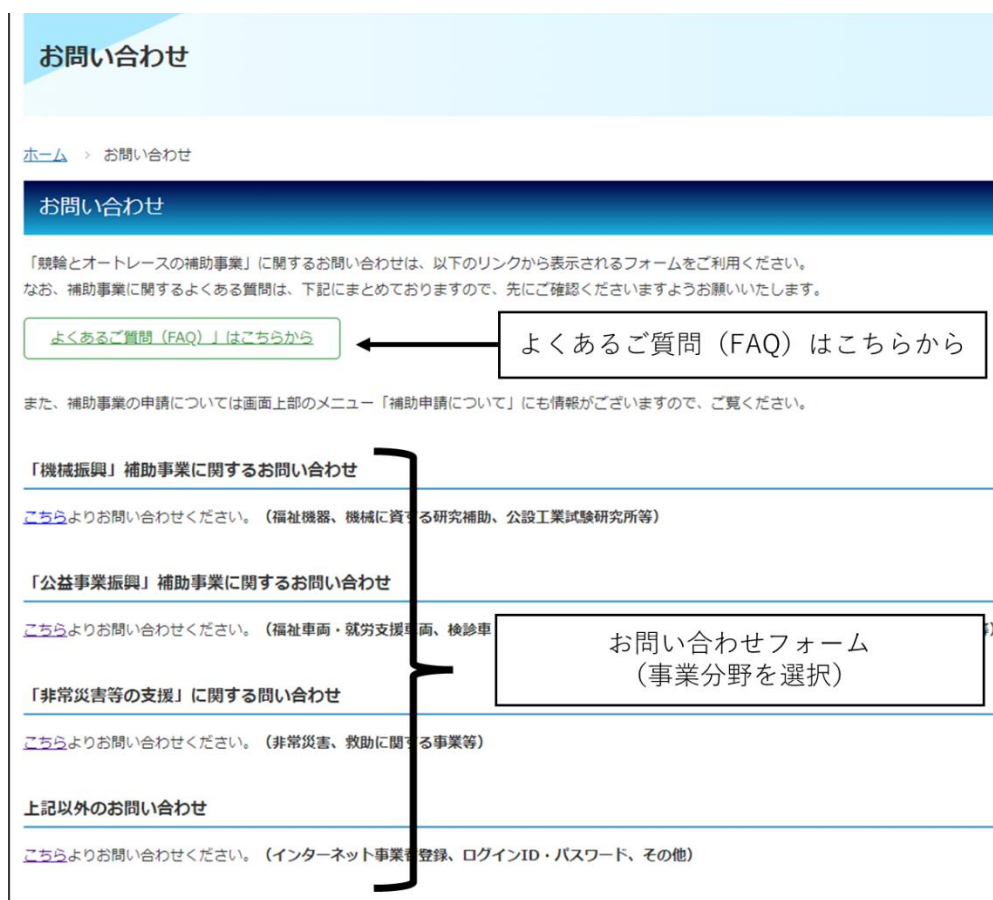 お問い合わせ
ホーム > お問い合わせ
お問い合わせ
「競輪とオートレースの補助事業」に関するお問い合わせは、以下のリンクから表示されるフォームをご利用ください。
なお、補助事業に関するよくある質問は、下記にまとめておりますので、先にご確認くださいますようお願いいたします。
よくあるご質問（FAQ）」はこちらから
よくあるご質問（FAQ）はこちらから
また、補助事業の申請については画面上部のメニュー「補助申請について」にも情報がございますので、ご覧ください。
「機械振興」補助事業に関するお問い合わせ
こちらよりお問い合わせください。（福祉機器、機械に資する研究補助、公設工業試験研究所等）
「公益事業振興」補助事業に関するお問い合わせ
こちらよりお問い合わせください。（福祉車両・就労支援車両、検診車
お問い合わせフォーム
（事業分野を選択）
「非常災害等の支援」に関する問い合わせ
こちらよりお問い合わせください。（非常災害、救助に関する事業等）
上記以外のお問い合わせ
こちらよりお問い合わせください。（インターネット事業者登録、ログインID・パスワード、その他）